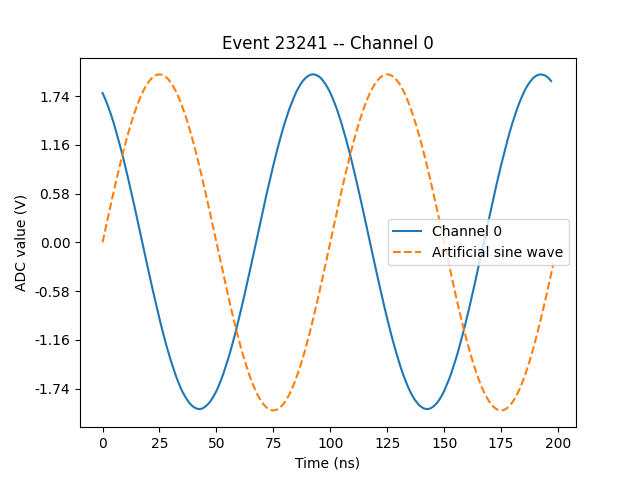 Event 23241 -- Channel 0
ADC value (V)
1.74
1.16
0.58
0.00
-0.58
-1.16
-1.74
Channel 0
Artificial sine wave
0 25 50 75 100 125 150 175 200
Time (ns)